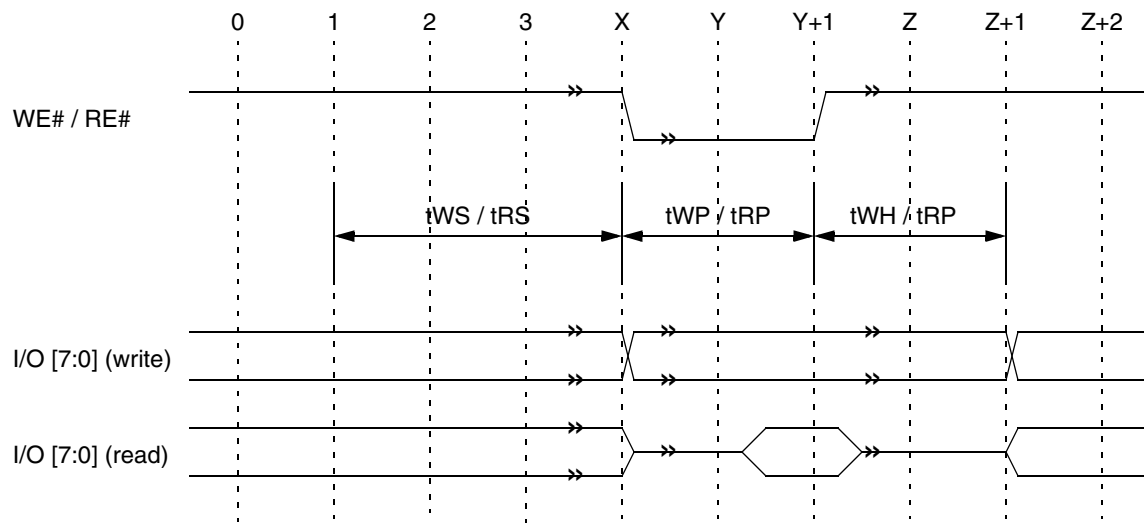 0 1 2 3 X Y Y+1 Z Z+1 Z+2
WE# / RE#
tWS / tRS tWP / tRP tWH / tRP
I/O [7:0] (write)
I/O [7:0] (read)